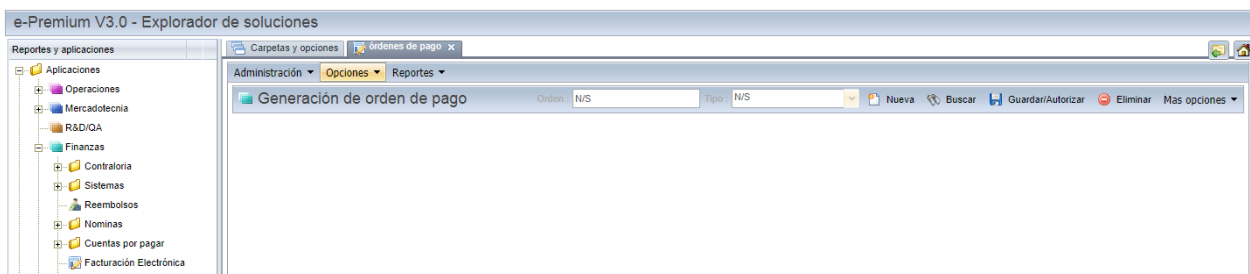 e-Premium V3.0 - Explorador de soluciones
Reportes y aplicaciones
Aplicaciones
Operaciones
Mercadotecnia
R&D/QA
Finanzas
Contraloria
Sistemas
Reembolsos
Nominas
Cuentas por pagar
Facturación Electrónica
Carpetas y opciones órdenes de pago x
Administración Opciones Reportes
Generación de orden de pago Orden: N/S Tipo: N/S Nueva Buscar Guardar/Autorizar Eliminar Mas opciones